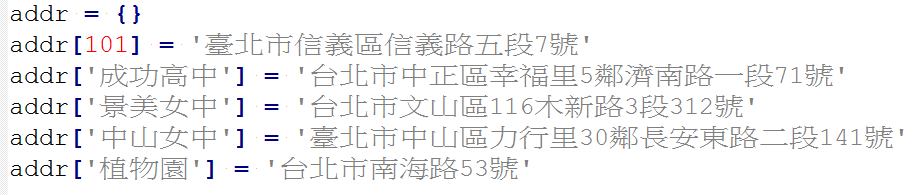 addr = {}
addr[101] = '臺北市信義區信義路五段7號'
addr['成功高中'] = '台北市中正區幸福里5鄰濟南路一段71號'
addr['景美女中'] = '台北市文山區116木新路3段312號'
addr['中山女中'] = '臺北市中山區力行里30鄰長安東路二段141號'
addr['植物園'] = '台北市南海路53號'